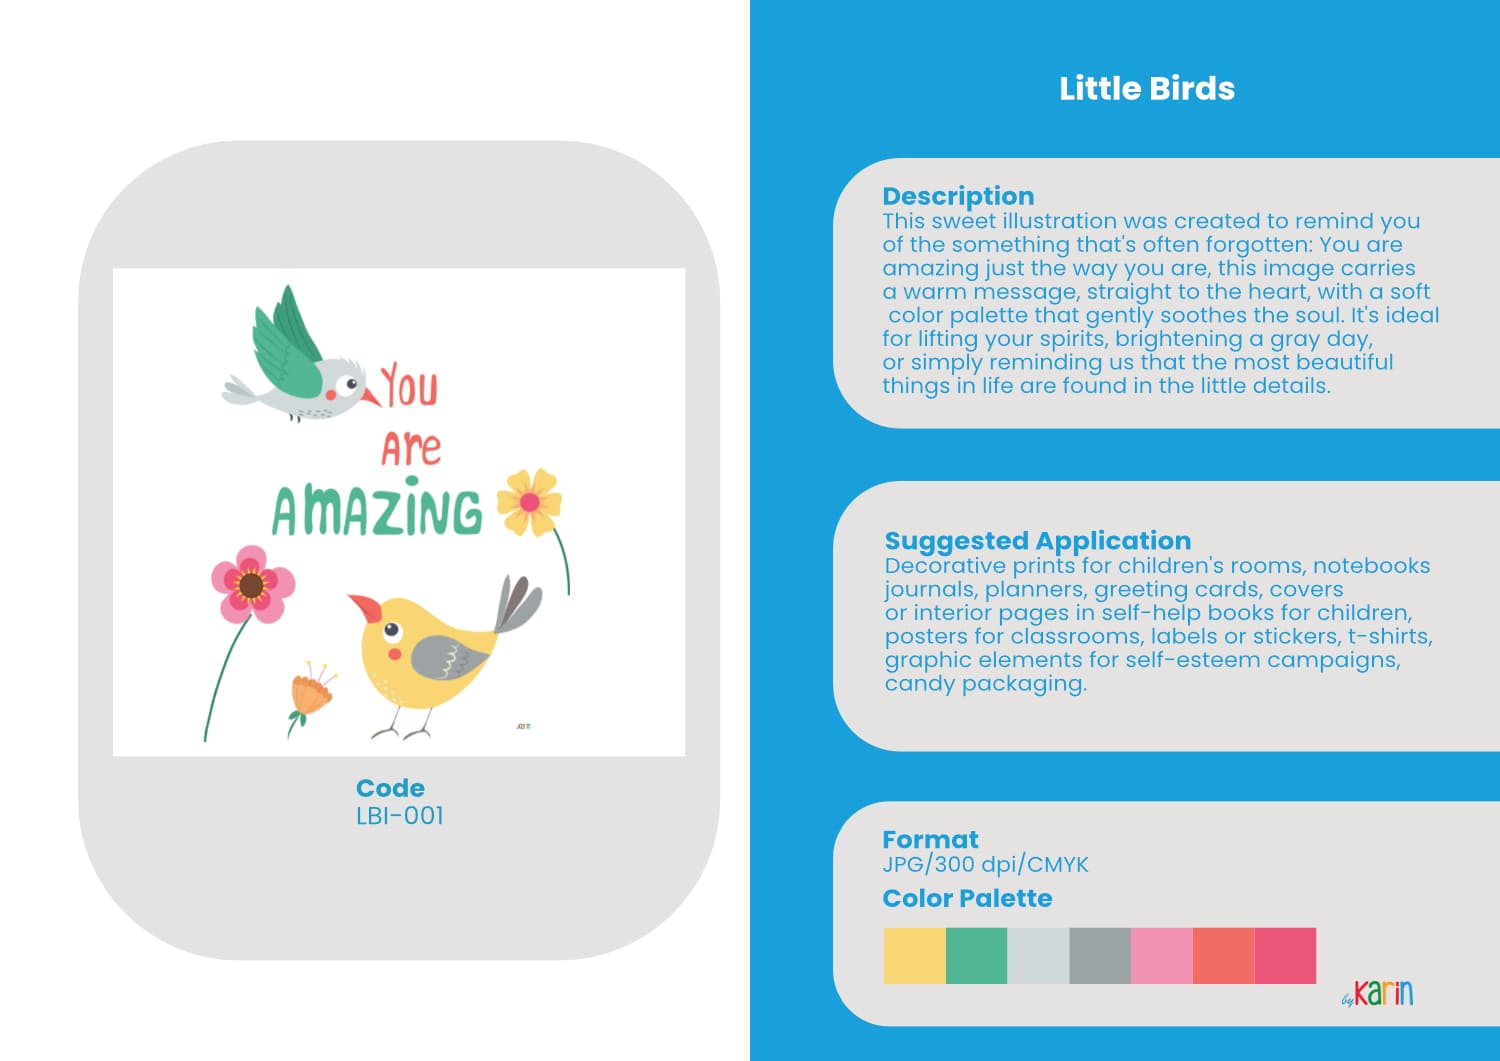 You
Are
AMAZING
Code
LBI-001
Little Birds
Description
This sweet illustration was created to remind you
of the something that's often forgotten: You are
amazing just the way you are, this image carries
a warm message, straight to the heart, with a soft
color palette that gently soothes the soul. It's ideal
for lifting your spirits, brightening a gray day,
or simply reminding us that the most beautiful
things in life are found in the little details.
Suggested Application
Decorative prints for children's rooms, notebooks
journals, planners, greeting cards, covers
or interior pages in self-help books for children,
posters for classrooms, labels or stickers, t-shirts,
graphic elements for self-esteem campaigns,
candy packaging.
Format
JPG/300 dpi/CMYK
Color Palette
by Karin